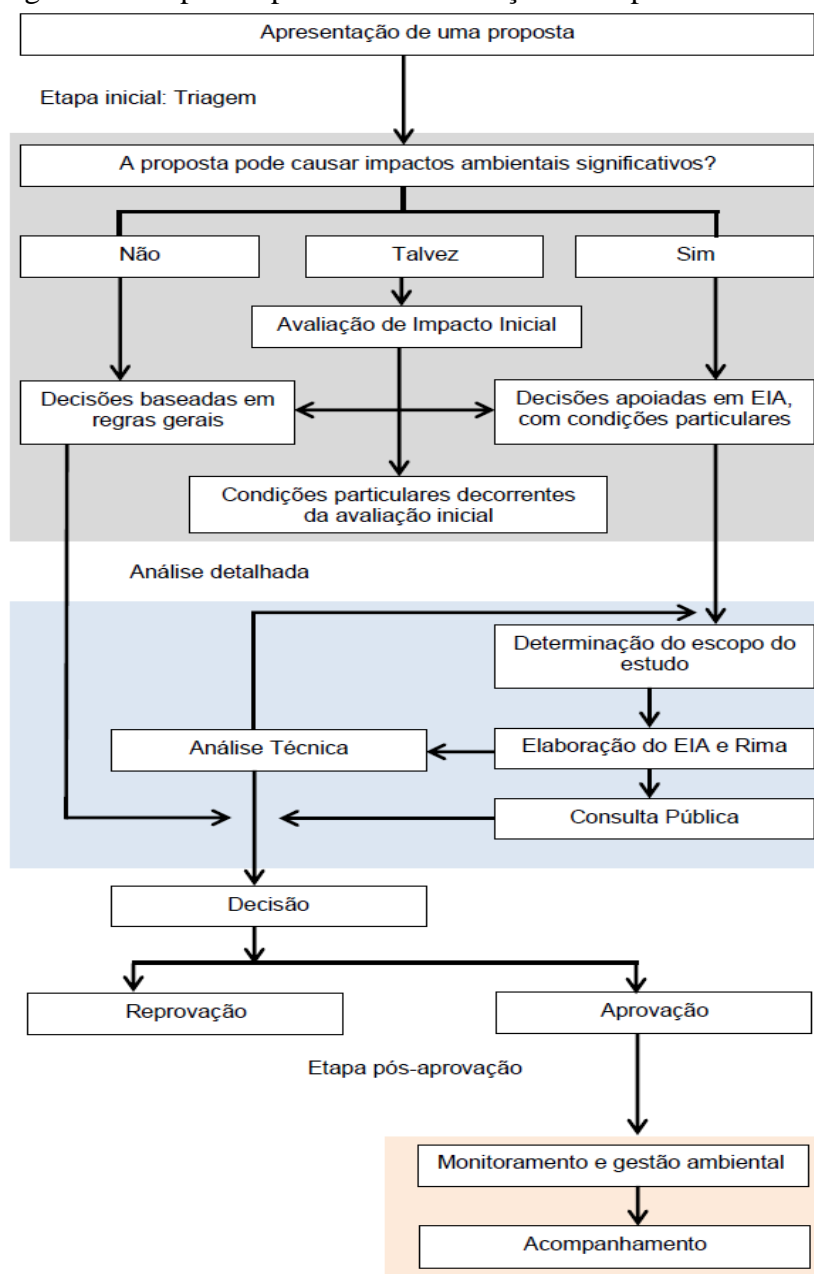 Apresentação de uma proposta
Etapa inicial: Triagem
A proposta pode causar impactos ambientais significativos?
Não
Talvez
Sim
Avaliação de Impacto Inicial
Decisões baseadas em
regras gerais
Decisões apoiadas em EIA,
com condições particulares
Condições particulares decorrentes
da avaliação inicial
Análise detalhada
Determinação do escopo do
estudo
Análise Técnica
Elaboração do EIA e Rima
Consulta Pública
Decisão
Reprovação
Aprovação
Etapa pós-aprovação
Monitoramento e gestão ambiental
Acompanhamento